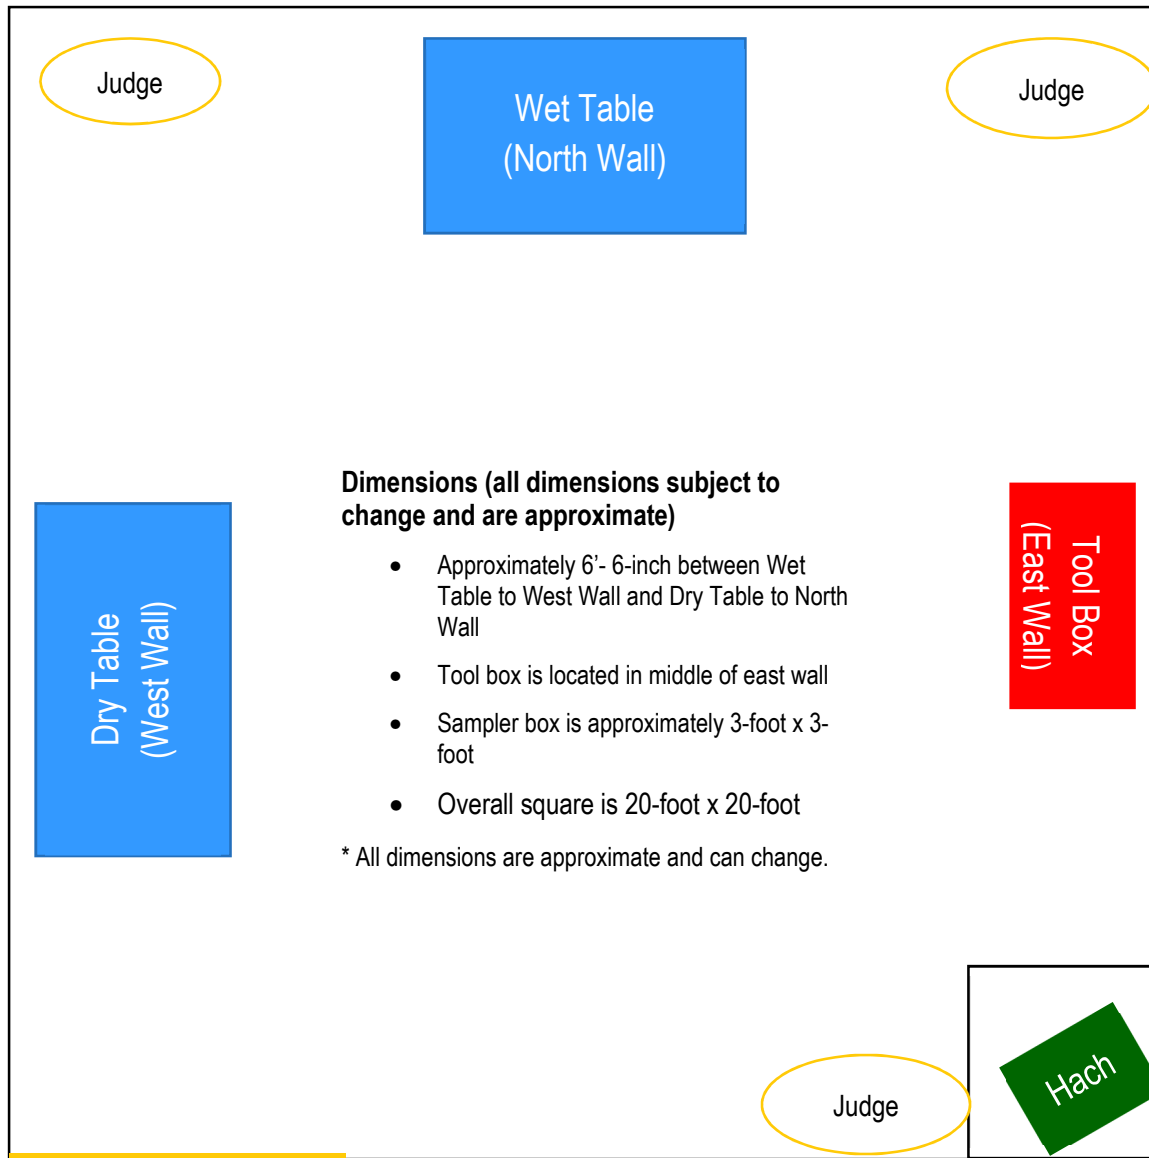 Judge
Wet Table
(North Wall)
Judge
Dimensions (all dimensions subject to
change and are approximate)
• Approximately 6’- 6-inch between Wet
Table to West Wall and Dry Table to North
Wall
• Tool box is located in middle of east wall
• Sampler box is approximately 3-foot x 3-
foot
• Overall square is 20-foot x 20-foot
* All dimensions are approximate and can change.
Dry Table
(West Wall)
Tool Box
(East Wall)
Judge
Hach